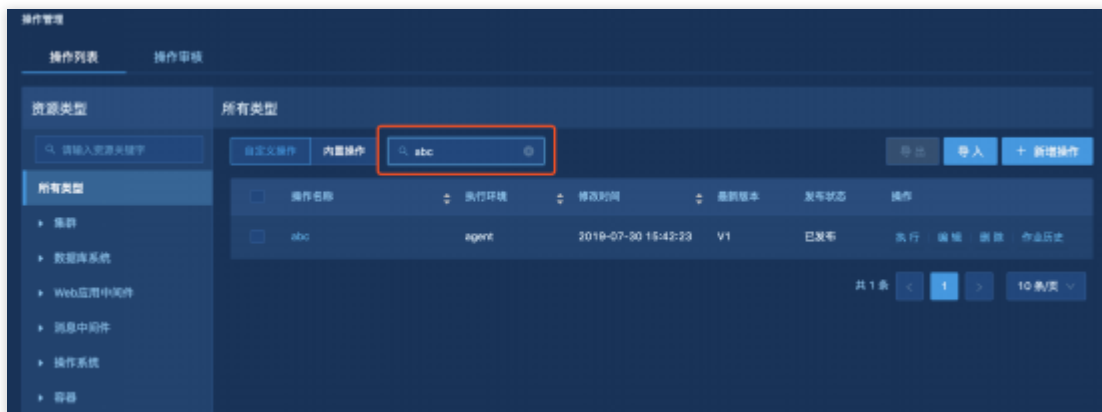 操作管理
操作列表 操作审核
资源类型 所有类型
请输入资源关键字 自定义操作 内置操作 abc 导出 导入 + 新增操作
所有类型 操作名称 执行环境 修改时间 最新版本 发布状态 操作
集群 abc agent 2019-07-30 15:42:23 V1 已发布 执行 编辑 删除 作业历史
数据库系统
共 1 条 < 1 > 10 条/页
Web应用中间件
消息中间件
操作系统
容器